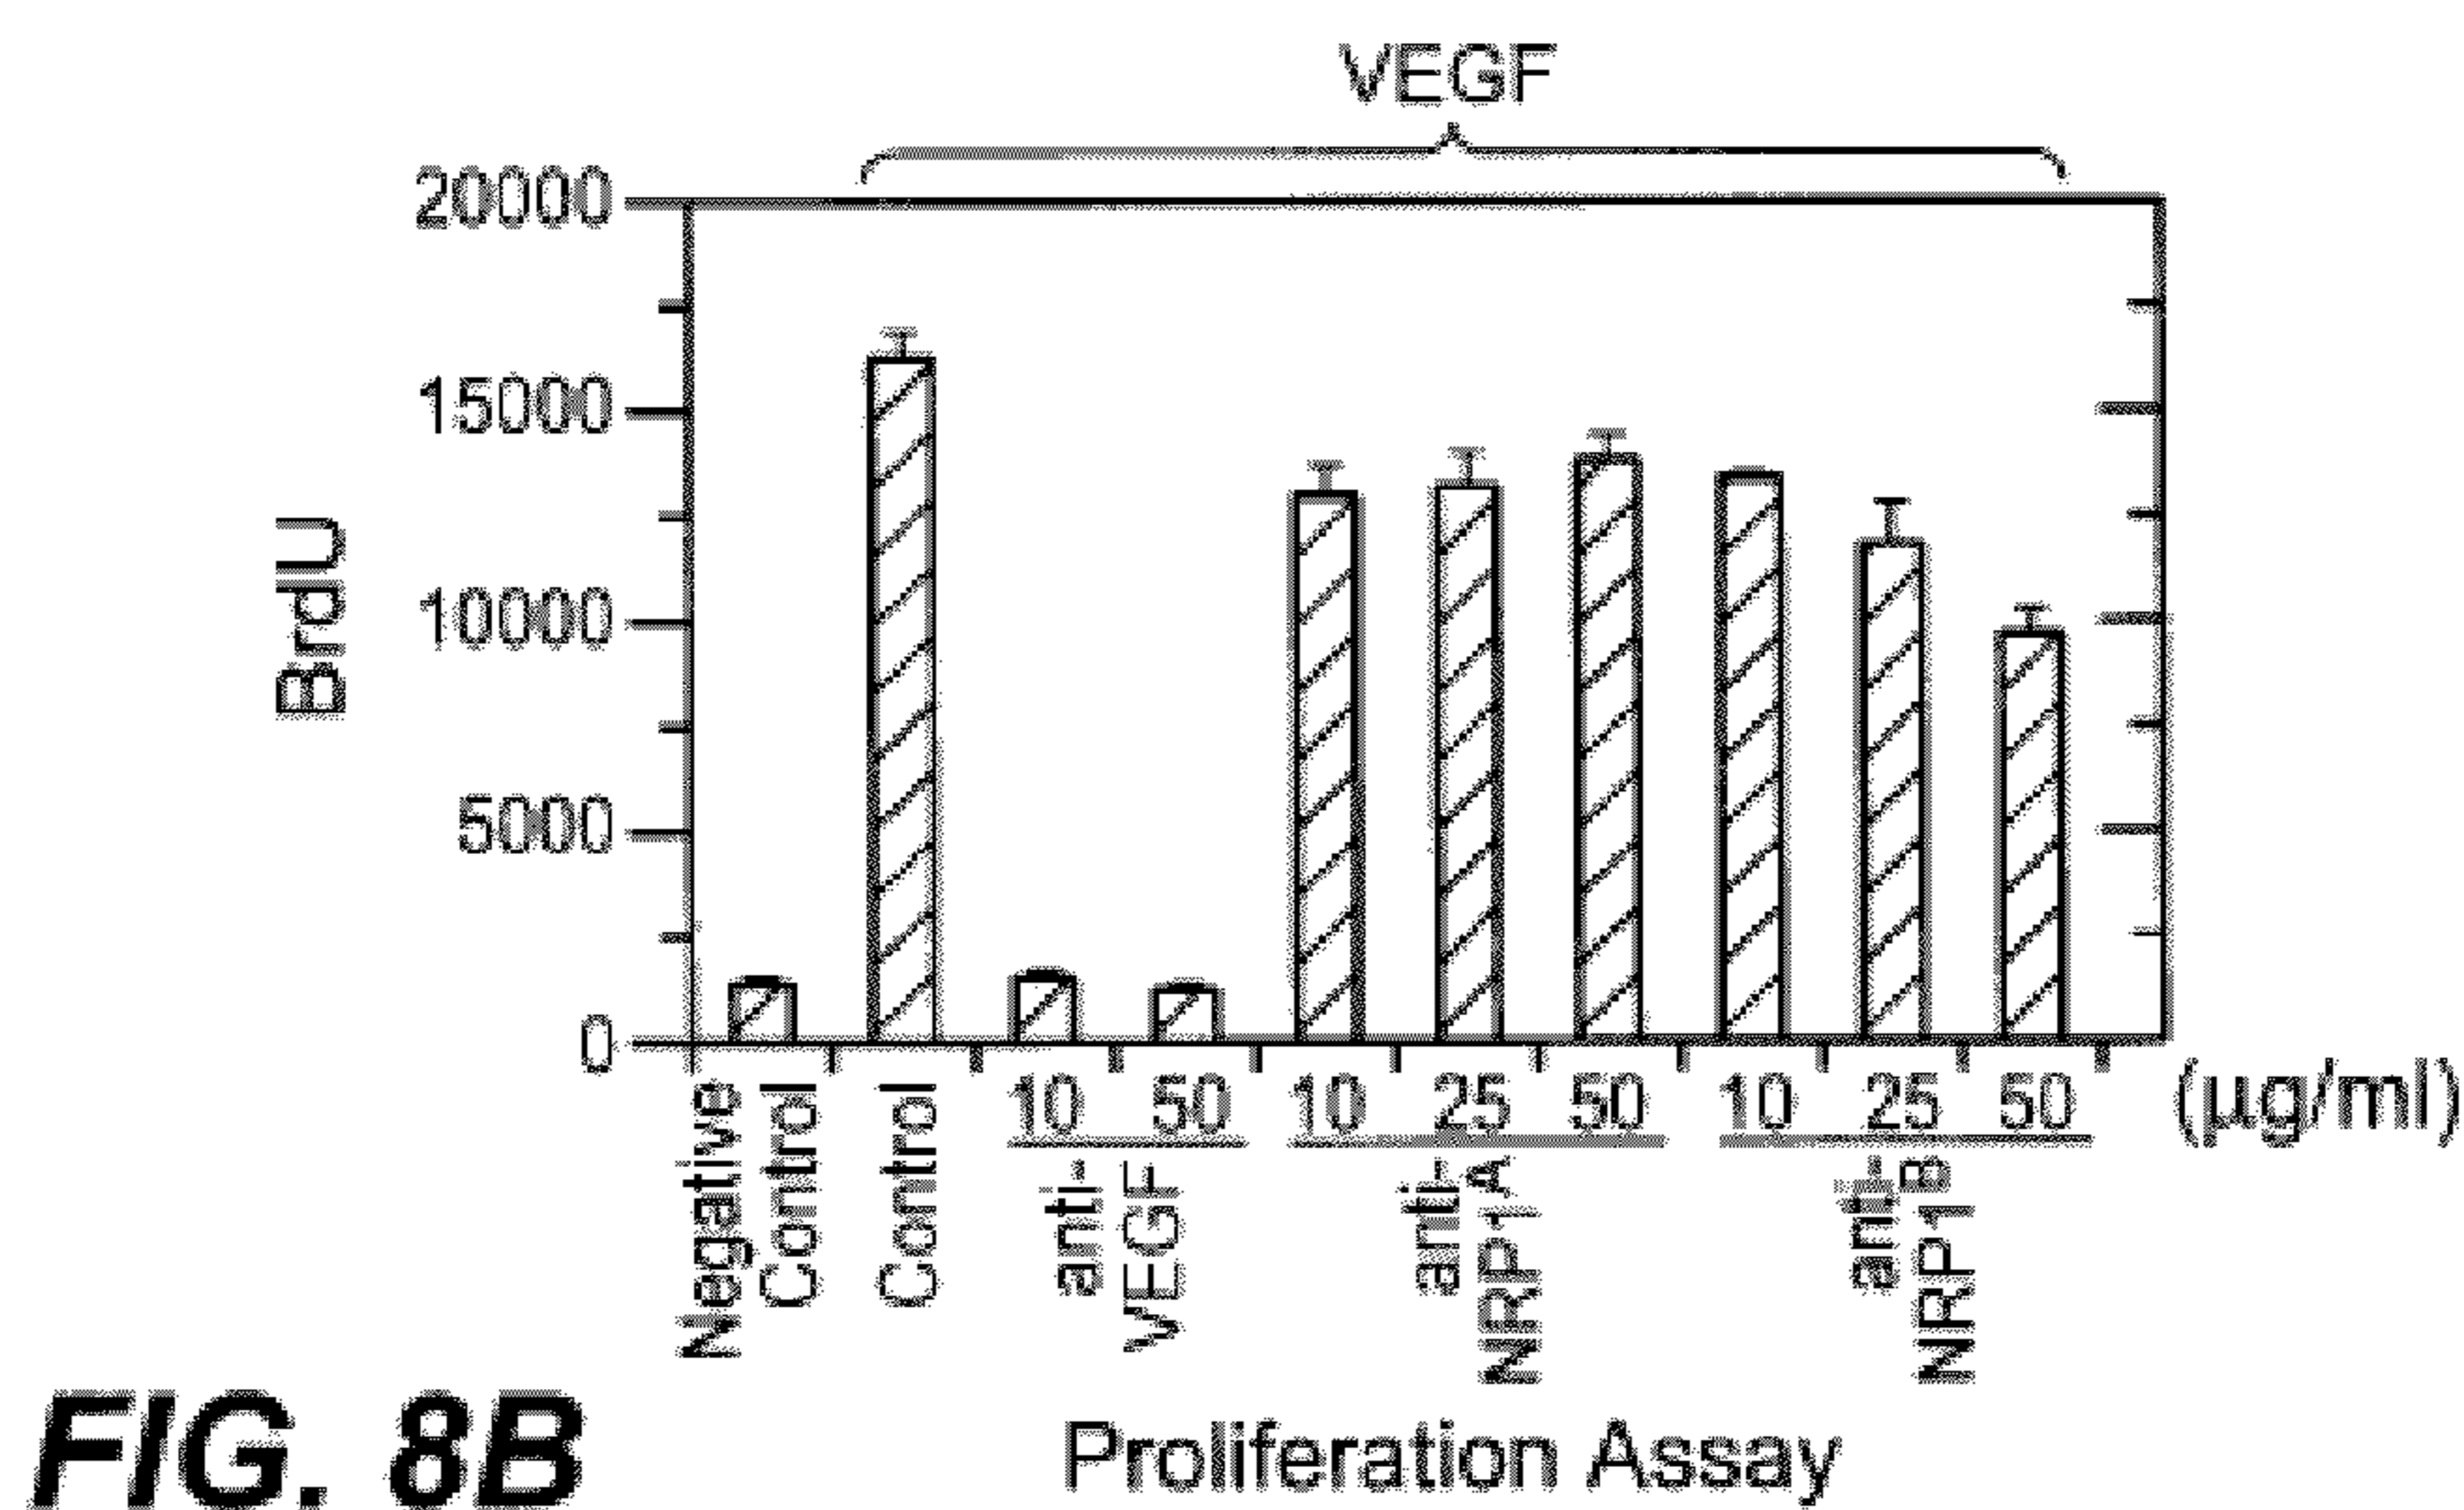 VEGF
20000
15000
10000
5000
0
BrdU
Negative
Control
Control
10 50 10 25 50 10 25 50 (µg/ml)
anti-
VEGF
anti-
NRP1A
anti-
NRP1B
Proliferation Assay
FIG. 8B